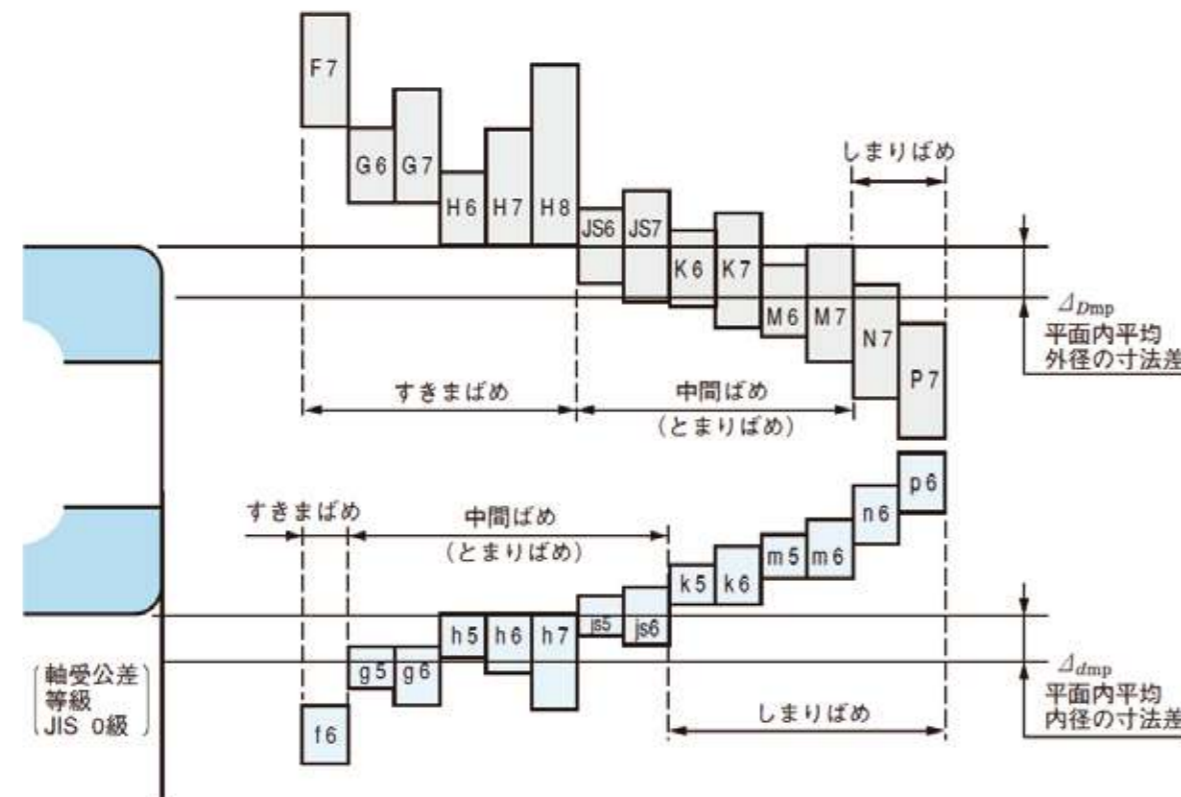 F7
G6
G7
H6
H7
H8
JS6
JS7
K6
K7
M6
M7
N7
P7
しまりばめ
すきまばめ
中間ばめ
(とまりばめ)
ΔDmp
平面内平均
外径の寸法差
すきまばめ
中間ばめ
(とまりばめ)
f6
g5
g6
h5
h6
h7
js5
js6
k5
k6
m5
m6
n6
p6
しまりばめ
Δdmp
平面内平均
内径の寸法差
軸受公差
等級
JIS 0級